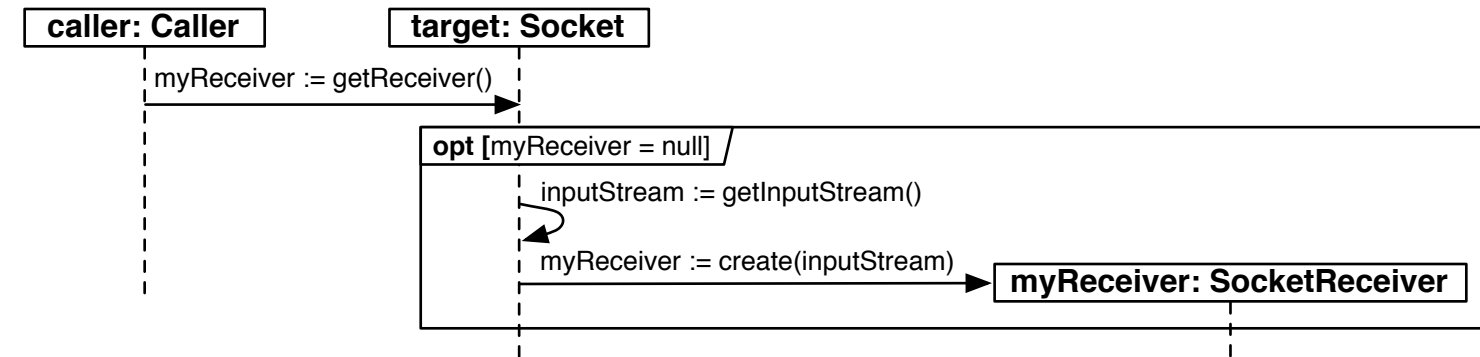 caller: Caller
target: Socket
myReceiver := getReceiver()
opt [myReceiver = null]
inputStream := getInputStream()
myReceiver := create(inputStream)
myReceiver: SocketReceiver